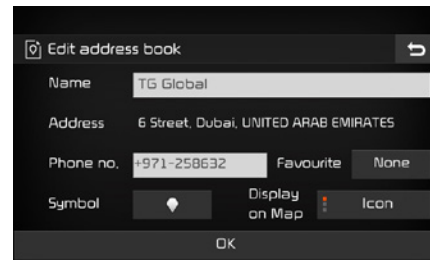 Edit address book
Name TG Global
Address 6 Street, Dubai, UNITED ARAB EMIRATES
Phone no. +971-258632 Favourite None
Symbol Display on Map Icon
OK